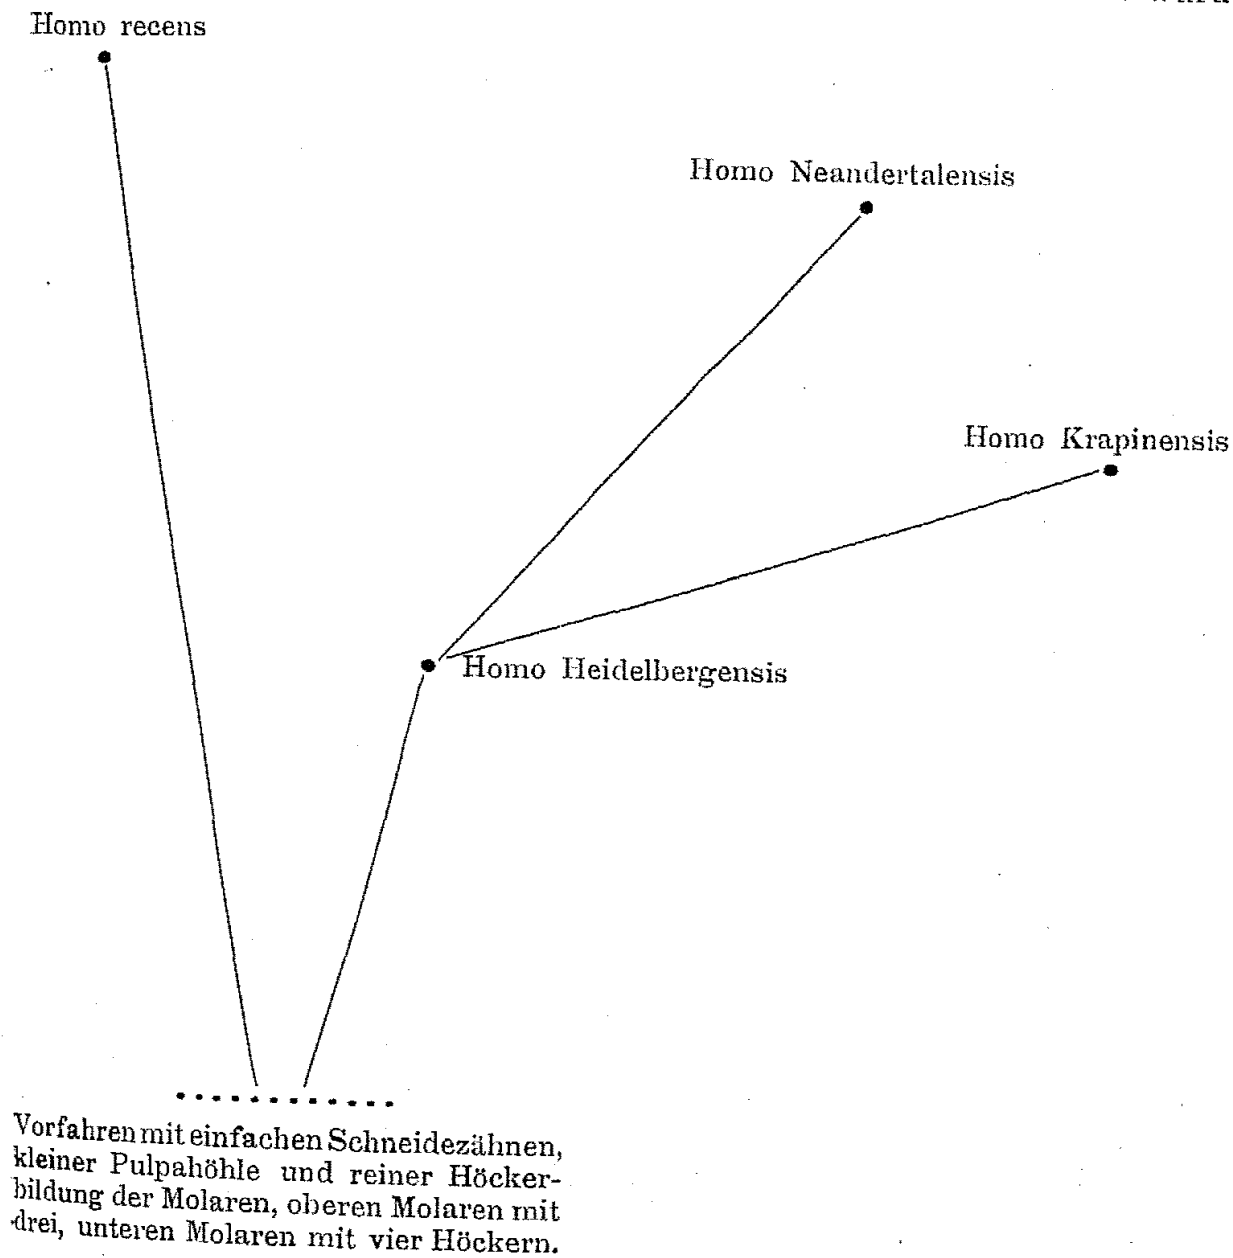 Homo recens
Homo Neandertalensis
Homo Krapinensis
Homo Heidelbergensis
Vorfahren mit einfachen Schneidezähnen,
kleiner Pulpahöhle und reiner Höcker-
bildung der Molaren, oberen Molaren mit
drei, unteren Molaren mit vier Höckern.